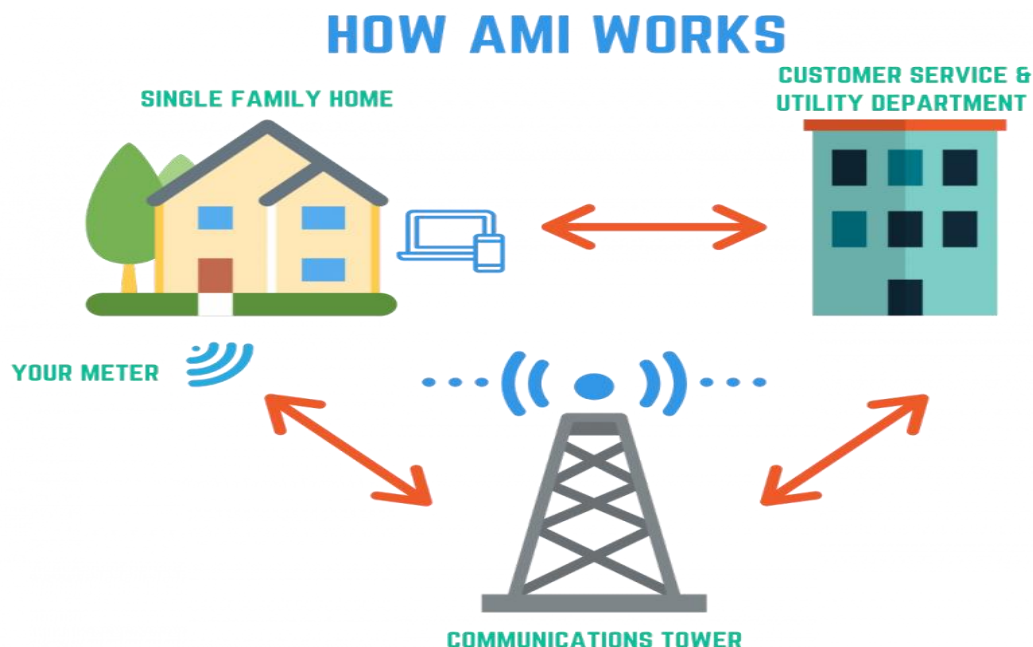 HOW AMI WORKS
SINGLE FAMILY HOME
CUSTOMER SERVICE &
UTILITY DEPARTMENT
YOUR METER
COMMUNICATIONS TOWER